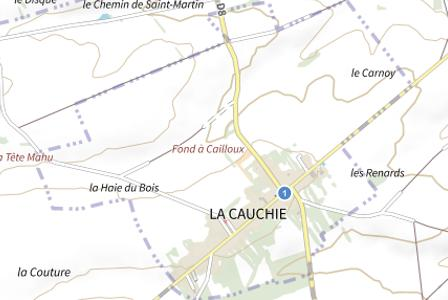 le Disque
le Chemin de Saint-Martin
D8
le Carnoy
Fond à Cailloux
la Tête Mahu
les Renards
la Haie du Bois
1
LA CAUCHIE
la Couture